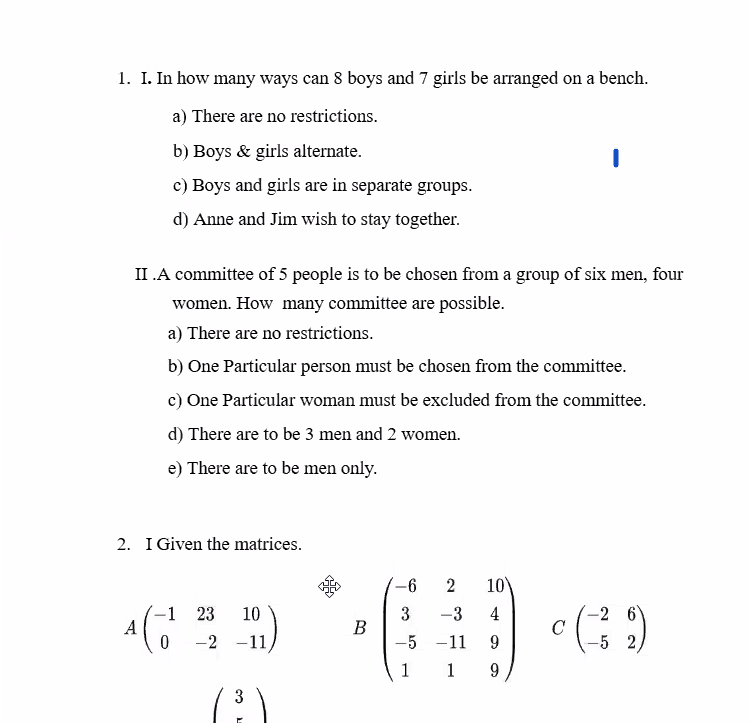 1. I. In how many ways can 8 boys and 7 girls be arranged on a bench.
a) There are no restrictions.
b) Boys & girls alternate.
c) Boys and girls are in separate groups.
d) Anne and Jim wish to stay together.
II .A committee of 5 people is to be chosen from a group of six men, four
women. How many committee are possible.
a) There are no restrictions.
b) One Particular person must be chosen from the committee.
c) One Particular woman must be excluded from the committee.
d) There are to be 3 men and 2 women.
e) There are to be men only.
2. I Given the matrices.
A
−1 23 10
0 −2 −11
B
−6 2 10
3 −3 4
−5 −11 9
1 1 9
C
−2 6
−5 2
3